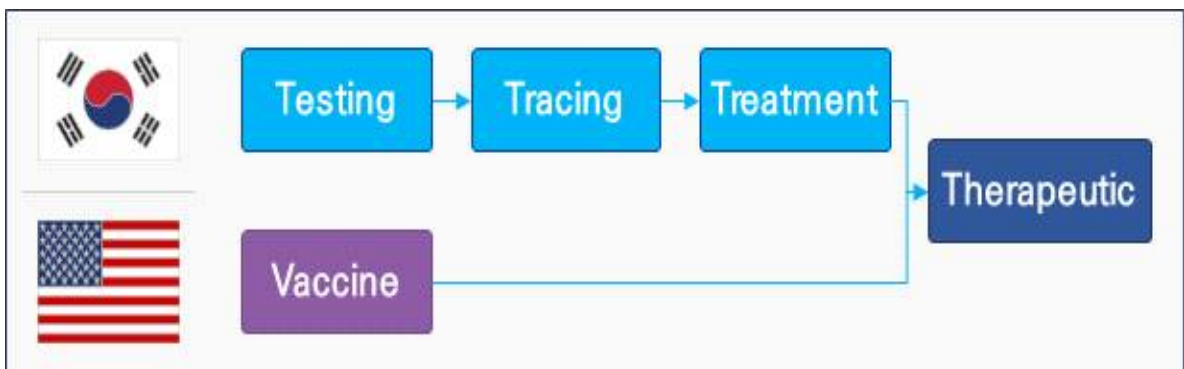 Testing
Tracing
Treatment
Therapeutic
Vaccine